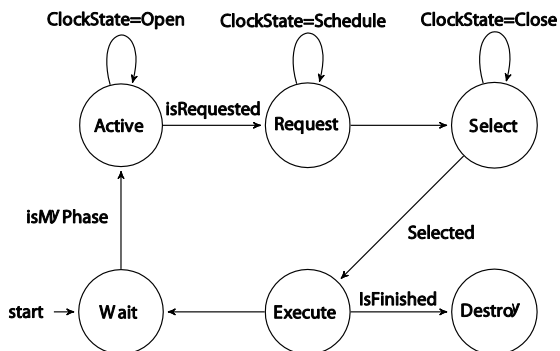 ClockState=Open
ClockState=Schedule
ClockState=Close
Active
isRequested
Request
Select
isMyPhase
Selected
start
Wait
Execute
IsFinished
Destroy